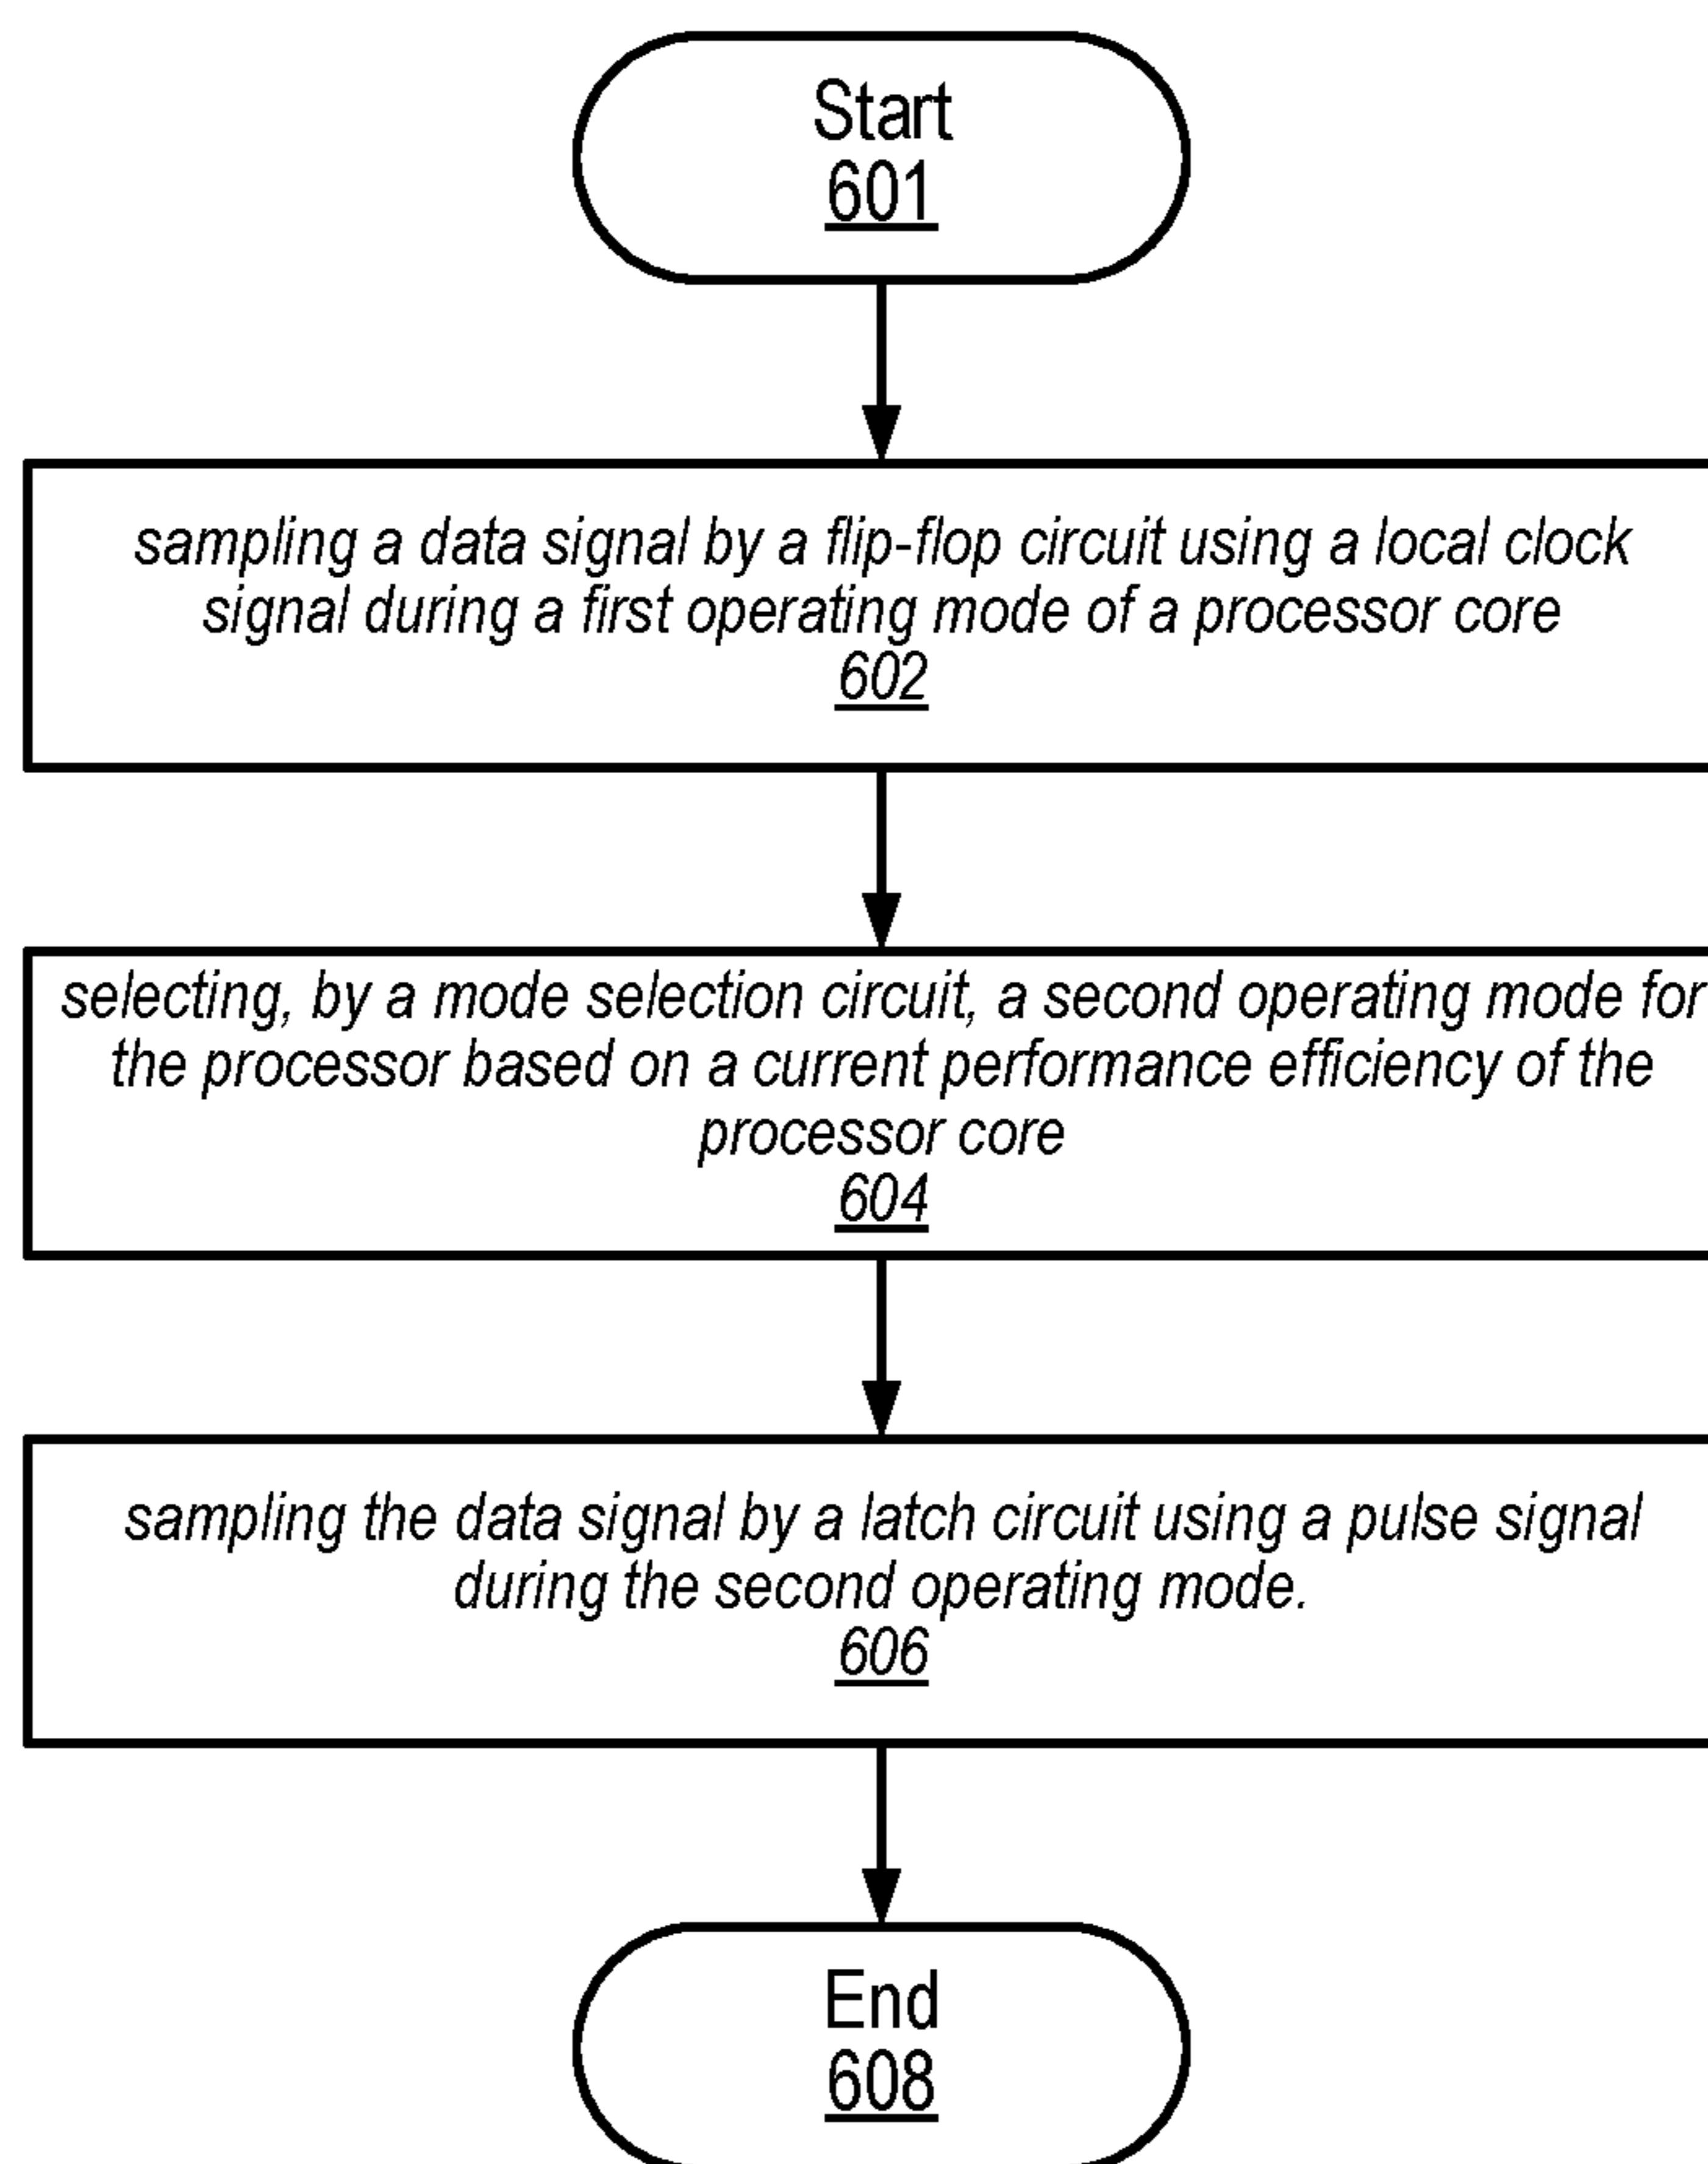 Start
601
sampling a data signal by a flip-flop circuit using a local clock
signal during a first operating mode of a processor core
602
selecting, by a mode selection circuit, a second operating mode for
the processor based on a current performance efficiency of the
processor core
604
sampling the data signal by a latch circuit using a pulse signal
during the second operating mode.
606
End
608